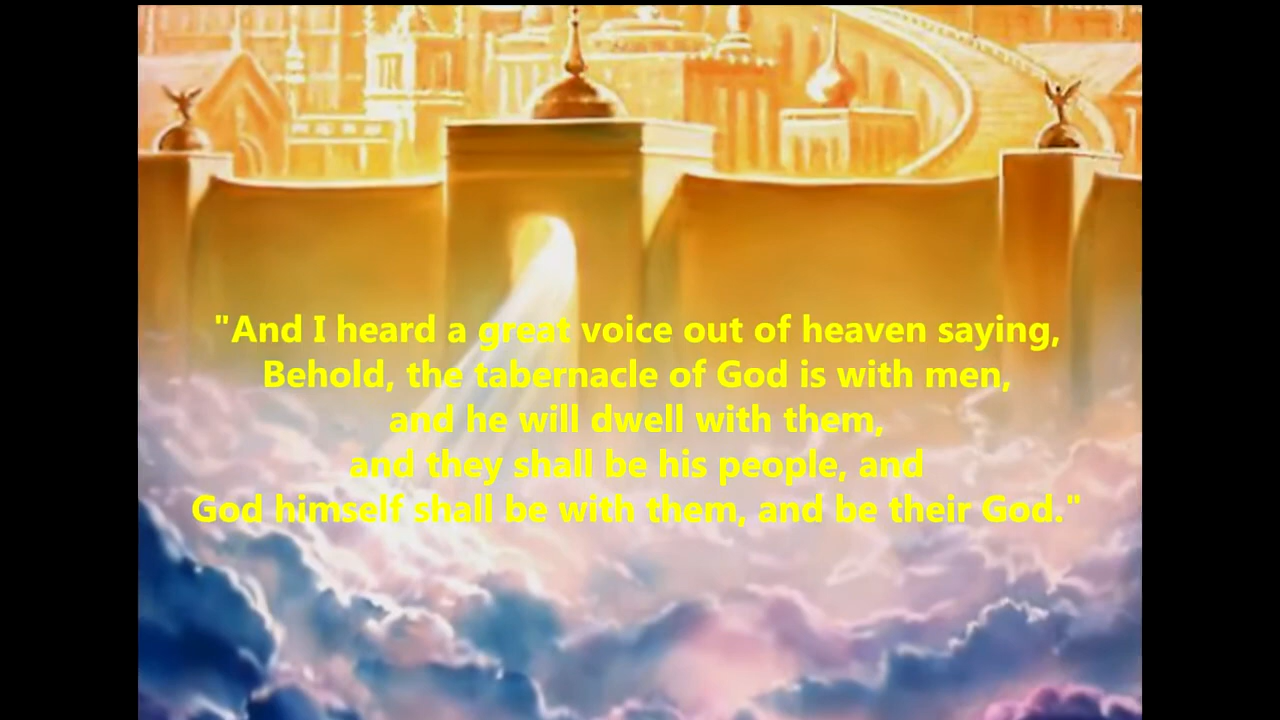 "And I heard a great voice out of heaven saying,
Behold, the tabernacle of God is with men,
and he will dwell with them,
and they shall be his people, and
God himself shall be with them, and be their God."